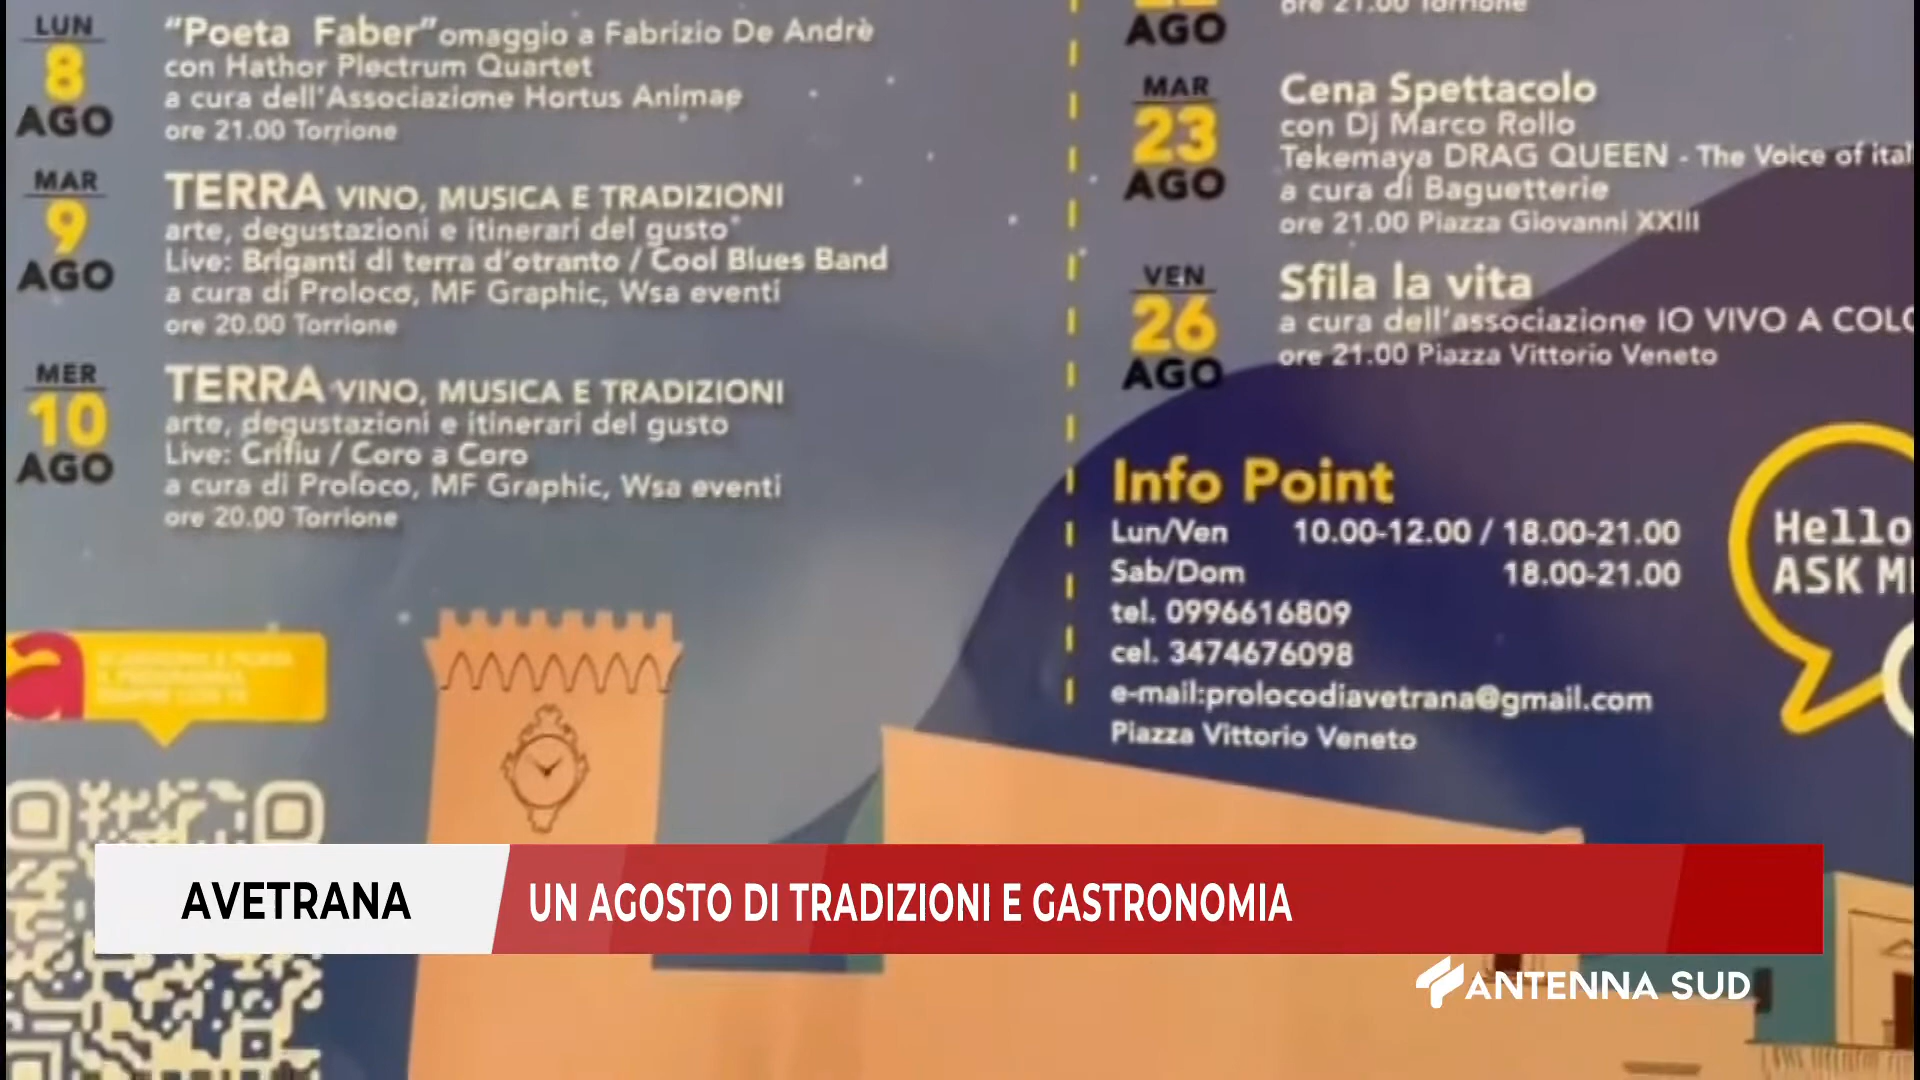 LUN
8
AGO
"Poeta Faber" omaggio a Fabrizio De Andrè
con Hathor Plectrum Quartet
a cura dell'Associazione Hortus Animae
ore 21.00 Torrione
MAR
9
AGO
TERRA VINO, MUSICA E TRADIZIONI
arte, degustazioni e itinerari del gusto
Live: Briganti di terra d'otranto / Cool Blues Band
a cura di Proloco, MF Graphic, Wsa eventi
ore 20.00 Torrione
MER
10
AGO
TERRA VINO, MUSICA E TRADIZIONI
arte, degustazioni e itinerari del gusto
Live: Crifiu / Coro a Coro
a cura di Proloco, MF Graphic, Wsa eventi
ore 20.00 Torrione
AGO
ore 21.00 Torrione
MAR
23
AGO
Cena Spettacolo
con Dj Marco Rollo
Tekemaya DRAG QUEEN - The Voice of ital
a cura di Baguetterie
ore 21.00 Piazza Giovanni XXIII
VEN
26
AGO
Sfila la vita
a cura dell'associazione IO VIVO A COLO
ore 21.00 Piazza Vittorio Veneto
Info Point
Lun/Ven 10.00-12.00 / 18.00-21.00
Sab/Dom 18.00-21.00
tel. 0996616809
cel. 3474676098
e-mail:prolocodiavetrana@gmail.com
Piazza Vittorio Veneto
Hello
ASK ME
AVETRANA
UN AGOSTO DI TRADIZIONI E GASTRONOMIA
ANTENNA SUD